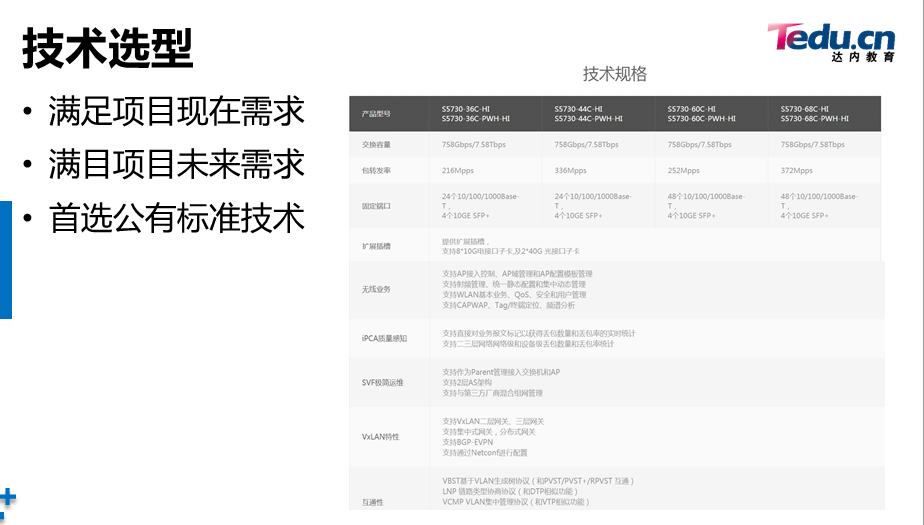 技术选型
Tedu.cn
达内教育
• 满足项目现在需求
• 满目项目未来需求
• 首选公有标准技术
技术规格
产品型号
S5730-36C-HI
S5730-36C-PWH-HI
S5730-44C-HI
S5730-44C-PWH-HI
S5730-60C-HI
S5730-60C-PWH-HI
S5730-68C-HI
S5730-68C-PWH-HI
交换容量
758Gbps/7.58Tbps
758Gbps/7.58Tbps
758Gbps/7.58Tbps
758Gbps/7.58Tbps
包转发率
216Mpps
336Mpps
252Mpps
372Mpps
固定端口
24个10/100/1000Base-
T，
4个10GE SFP+
24个10/100/1000Base-
T，
4个10GE SFP+
48个10/100/1000Base-
T，
4个10GE SFP+
48个10/100/1000Base-
T，
4个10GE SFP+
扩展插槽
提供扩展插槽，
支持8*10G电接口子卡及2*40G 光接口子卡
无线业务
支持AP接入控制、AP域管理和AP配置模板管理
支持射频管理、统一静态配置和集中动态管理
支持WLAN基本业务、QoS、安全和用户管理
支持CAPWAP、Tag/终端定位、频谱分析
iPCA质量感知
支持直接对业务报文标记以获得丢包数量和丢包率的实时统计
支持二三层网络网络级和设备级丢包数量和丢包率统计
SVF极简运维
支持作为Parent管理接入交换机和AP
支持2层AS架构
支持与第三方厂商混合组网管理
VxLAN特性
支持VxLAN二层网关、三层网关
支持集中式网关，分布式网关
支持BGP-EVPN
支持通过Netconf进行配置
互通性
VBST基于VLAN生成树协议（和PVST/PVST+/RPVST 互通）
LNP 链路类型协商协议（和DTP相似功能）
VCMP VLAN集中管理协议（和VTP相似功能）